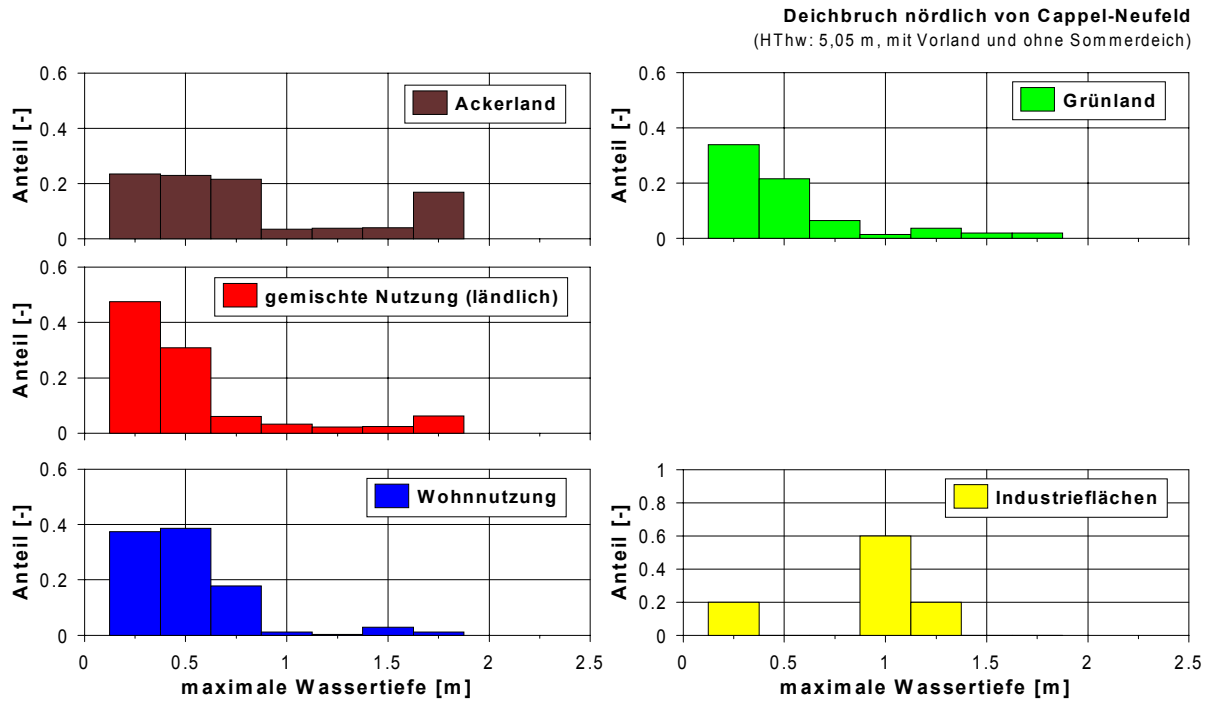 Deichbruch nördlich von Cappel-Neufeld
(HThw: 5,05 m, mit Vorland und ohne Sommerdeich)
Anteil [-]
0.6
0.4
0.2
0
Ackerland
Anteil [-]
0.6
0.4
0.2
0
Grünland
Anteil [-]
0.6
0.4
0.2
0
gemischte Nutzung (ländlich)
Anteil [-]
0.6
0.4
0.2
0
Wohnnutzung
0 0.5 1 1.5 2 2.5
maximale Wassertiefe [m]
Anteil [-]
1
0.8
0.6
0.4
0.2
0
Industrieflächen
0 0.5 1 1.5 2 2.5
maximale Wassertiefe [m]